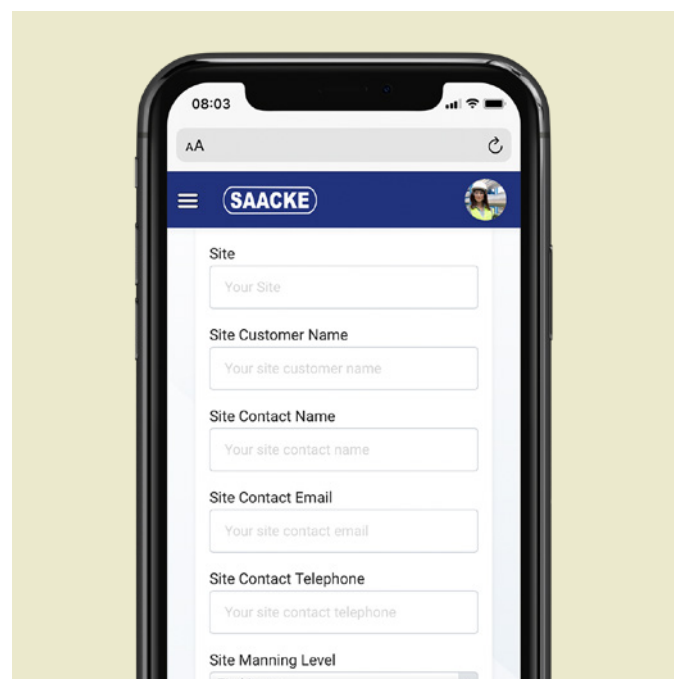 08:03
AA
SAACKE
Site
Your Site
Site Customer Name
Your site customer name
Site Contact Name
Your site contact name
Site Contact Email
Your site contact email
Site Contact Telephone
Your site contact telephone
Site Manning Level